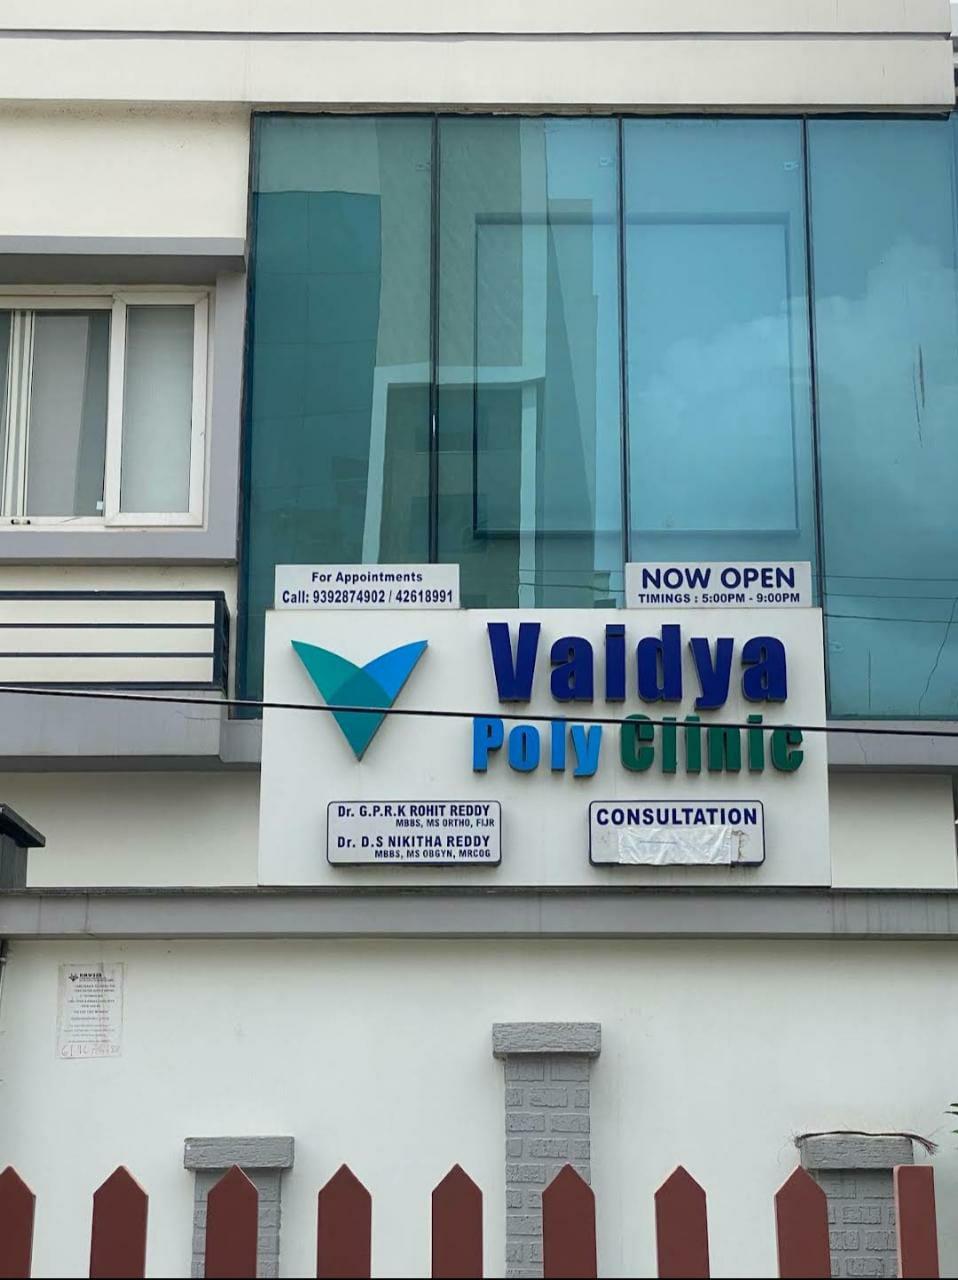 For Appointments
Call: 9392874902 / 42618991
NOW OPEN
TIMINGS : 5:00PM - 9:00PM
Vaidya
Poly Clinic
Dr. G.P.R.K ROHIT REDDY
MBBS, MS ORTHO, FIJR
Dr. D.S NIKITHA REDDY
MBBS, MS OBGYN, MRCOG
CONSULTATION